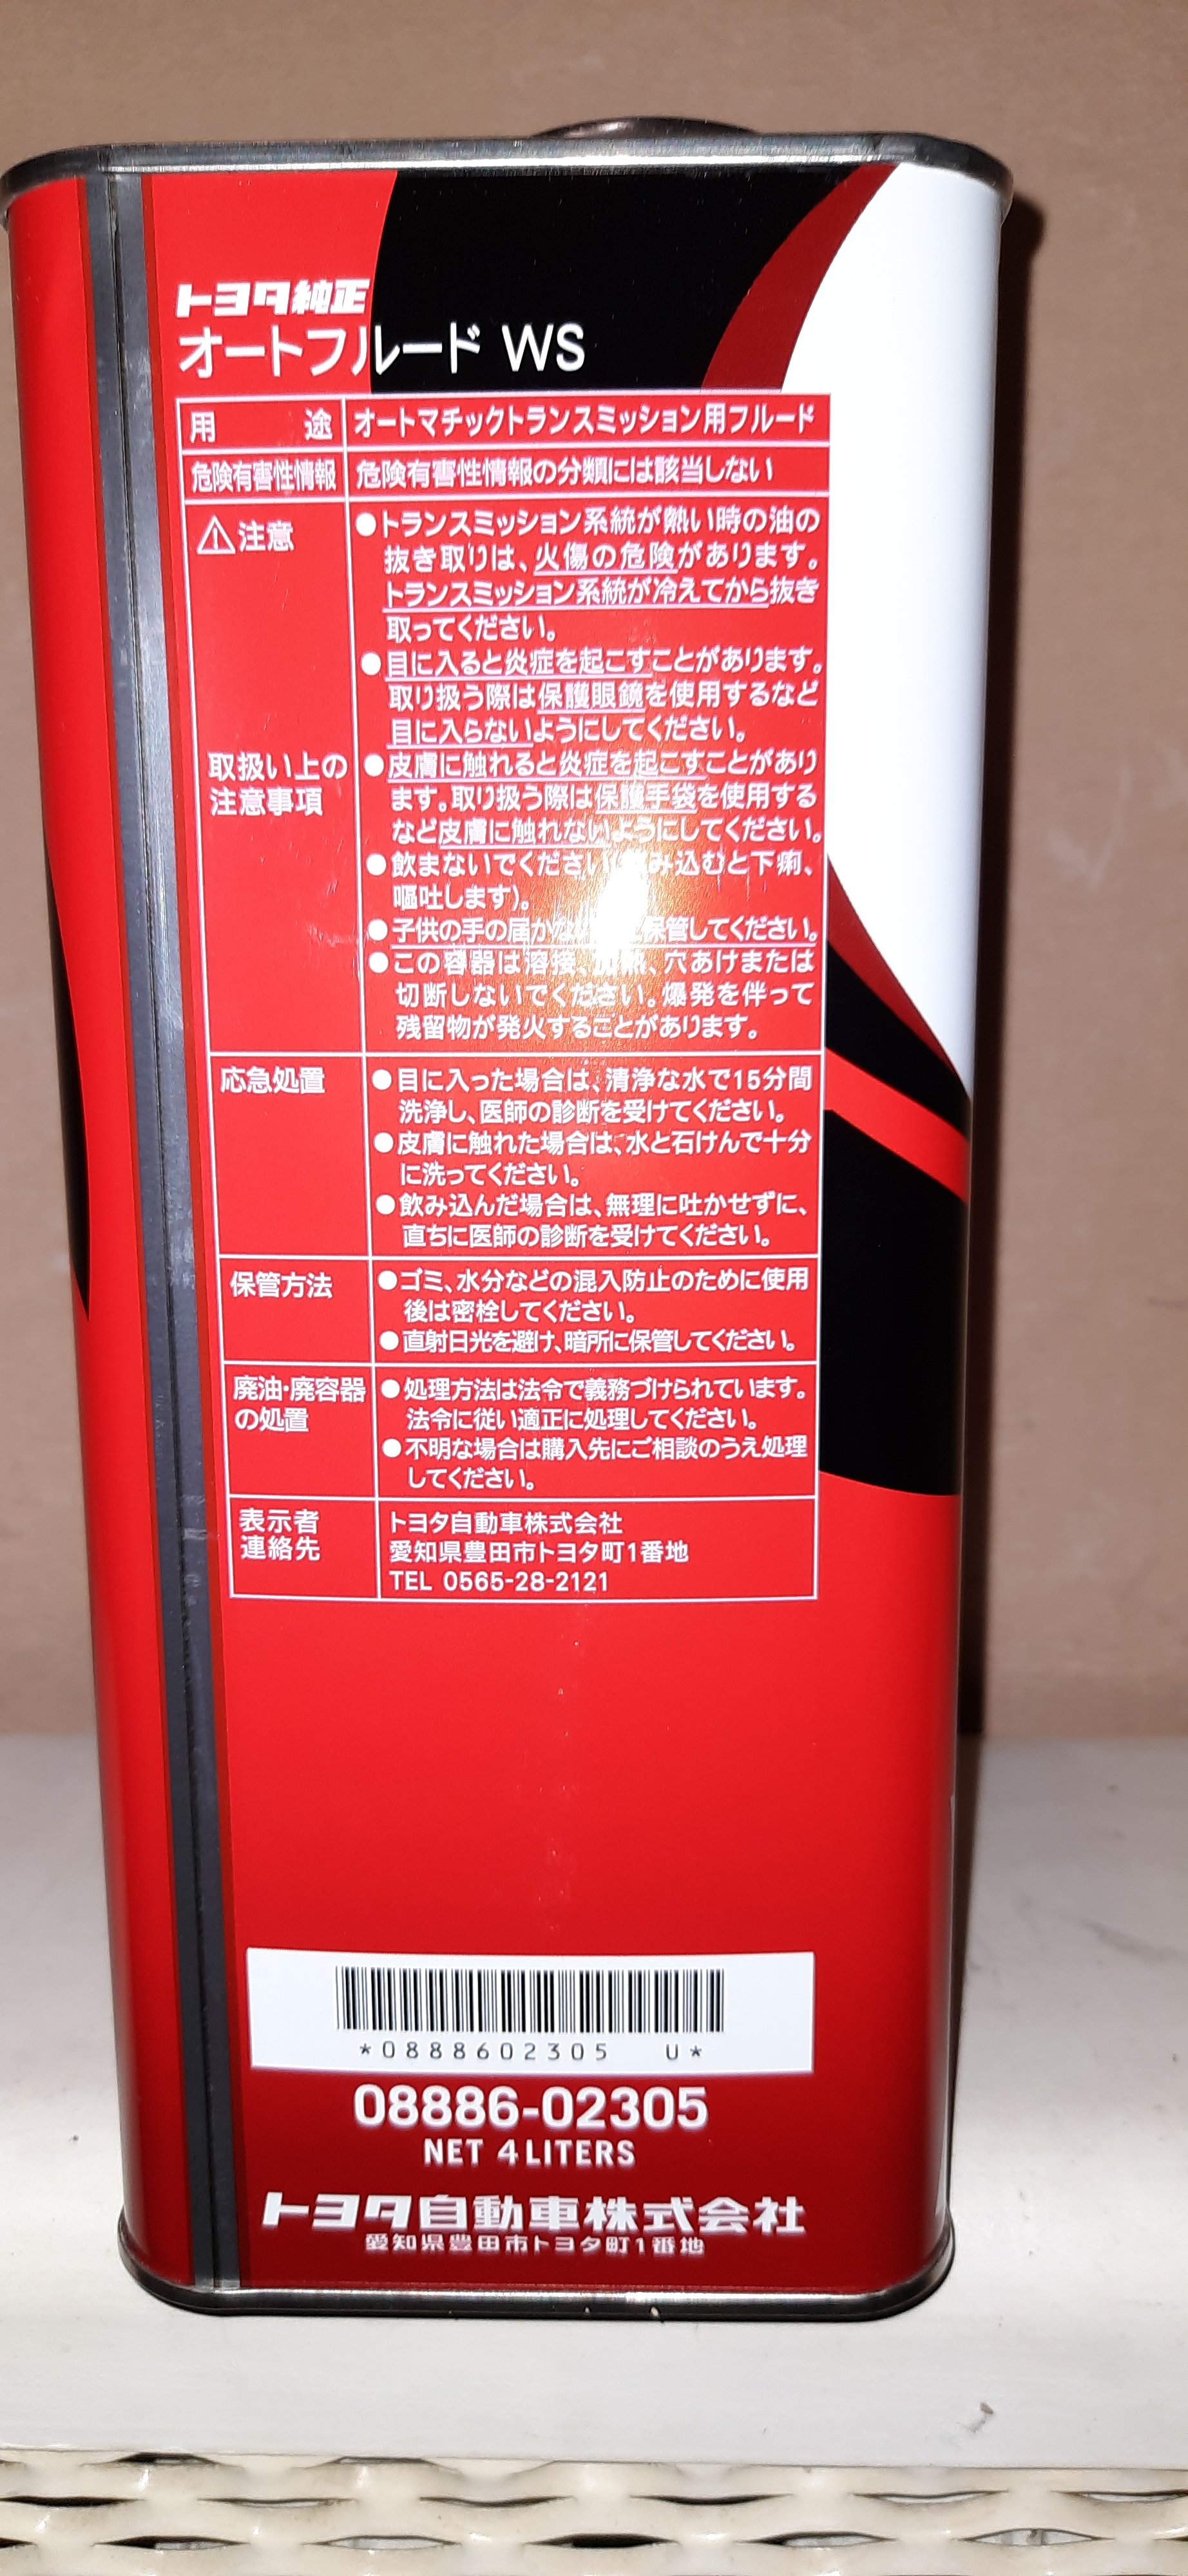 トヨタ純正
オートフルード WS
用途 オートマチックトランスミッション用フルード
危険有害性情報 危険有害性情報の分類には該当しない
⚠注意
取扱い上の
注意事項
●トランスミッション系統が熱い時の油の
抜き取りは、火傷の危険があります。
トランスミッション系統が冷えてから抜き
取ってください。
●目に入ると炎症を起こすことがあります。
取り扱う際は保護眼鏡を使用するなど
目に入らないようにしてください。
●皮膚に触れると炎症を起こすことがあり
ます。取り扱う際は保護手袋を使用する
など皮膚に触れないようにしてください。
●飲まないでください み込むと下痢、
嘔吐します)。
●子供の手の届かな 保管してください。
●この容器は溶接、加熱、穴あけまたは
切断しないでください。爆発を伴って
残留物が発火することがあります。
応急処置
●目に入った場合は、清浄な水で15分間
洗浄し、医師の診断を受けてください。
●皮膚に触れた場合は、水と石けんで十分
に洗ってください。
●飲み込んだ場合は、無理に吐かせずに、
直ちに医師の診断を受けてください。
保管方法
●ゴミ、水分などの混入防止のために使用
後は密栓してください。
●直射日光を避け、暗所に保管してください。
廃油・廃容器
の処置
●処理方法は法令で義務づけられています。
法令に従い適正に処理してください。
●不明な場合は購入先にご相談のうえ処理
してください。
表示者
連絡先
トヨタ自動車株式会社
愛知県豊田市トヨタ町1番地
TEL 0565-28-2121
*0888602305 U*
08886-02305
NET 4 LITERS
トヨタ自動車株式会社
愛知県豊田市トヨタ町1番地